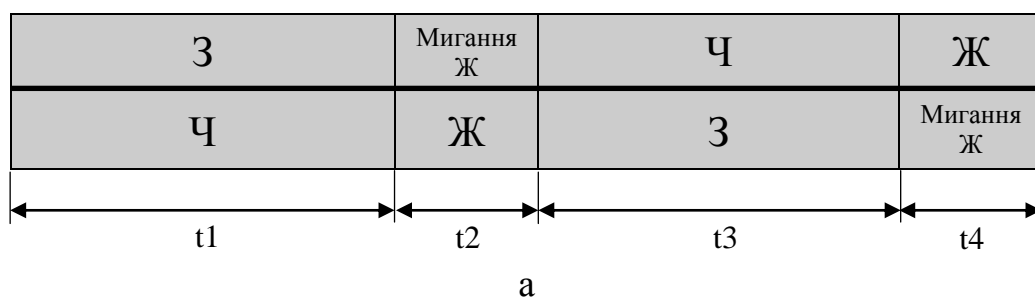 З Мигання Ж Ч Ж
Ч Ж З Мигання Ж
t1 t2 t3 t4
а